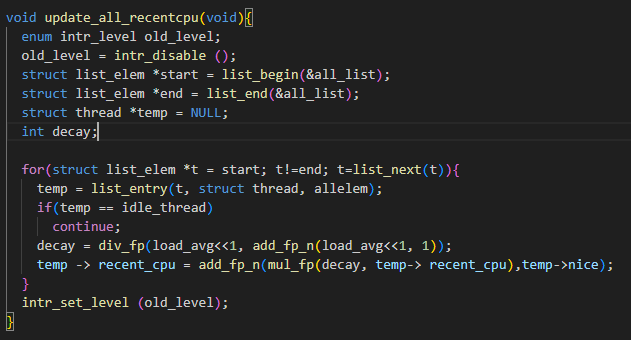 void update_all_recentcpu(void){
  enum intr_level old_level;
  old_level = intr_disable ();
  struct list_elem *start = list_begin(&all_list);
  struct list_elem *end = list_end(&all_list);
  struct thread *temp = NULL;
  int decay;

  for(struct list_elem *t = start; t!=end; t=list_next(t)){
    temp = list_entry(t, struct thread, allelem);
    if(temp == idle_thread)
      continue;
    decay = div_fp(load_avg<<1, add_fp_n(load_avg<<1, 1));
    temp -> recent_cpu = add_fp_n(mul_fp(decay, temp-> recent_cpu),temp->nice);
  }
  intr_set_level (old_level);
}